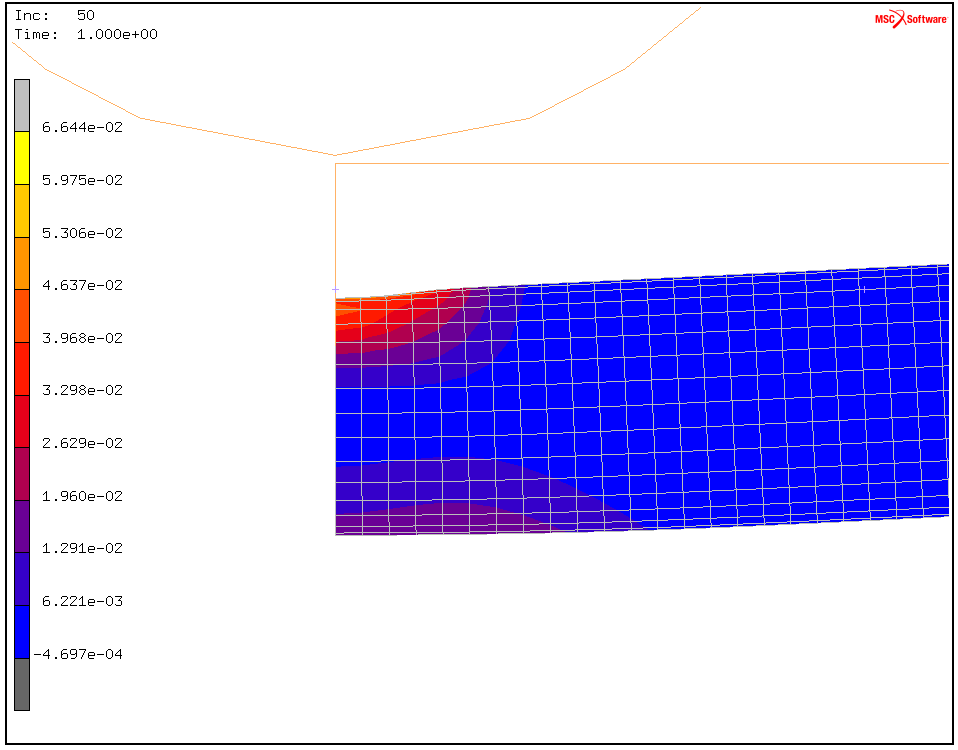 Inc: 50
Time: 1.000e+00
MSC Software
6.644e-02
5.975e-02
5.306e-02
4.637e-02
3.968e-02
3.298e-02
2.629e-02
1.960e-02
1.291e-02
6.221e-03
-4.697e-04